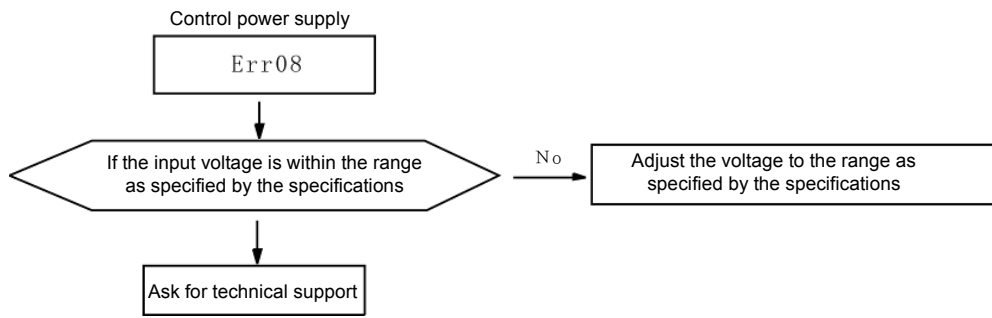 Control power supply
Err08
If the input voltage is within the range
as specified by the specifications
No
Adjust the voltage to the range as
specified by the specifications
Ask for technical support